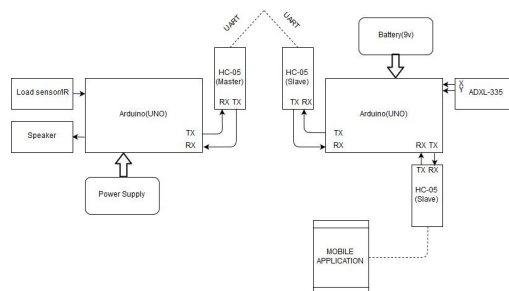 UART
UART
Battery(9v)
HC-05
(Master)
RX TX
HC-05
(Slave)
TX RX
Load sensor/IR
Speaker
Arduino(UNO)
TX
RX
Power Supply
Arduino(UNO)
TX
RX
RX TX
X
Y
ADXL-335
TX RX
HC-05
(Slave)
MOBILE
APPLICATION